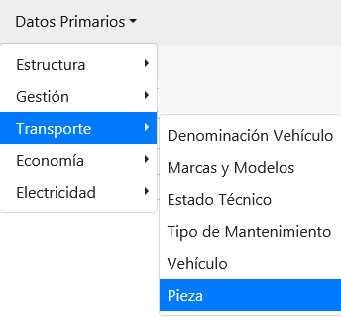 Datos Primarios
Estructura
Gestión
Transporte
Economía
Electricidad
Denominación Vehículo
Marcas y Modelos
Estado Técnico
Tipo de Mantenimiento
Vehículo
Pieza